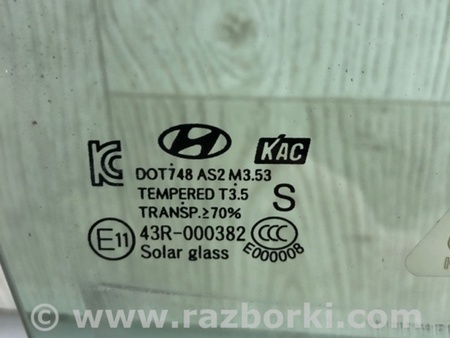 KC KAC
DOT748 AS2 M3.53
TEMPERED T3.5
TRANSP.≥70% S
E11 43R-000382 CCC
Solar glass E000008
©www.razborki.com